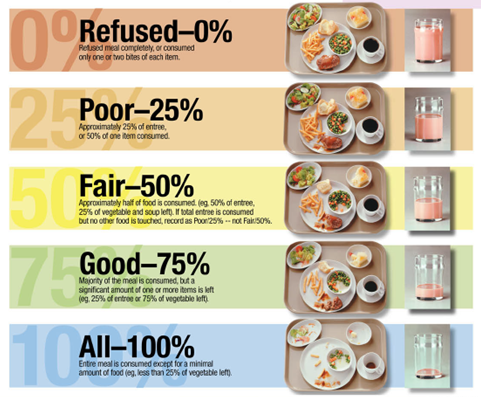 0%
Refused–0%
Refused meal completely, or consumed
only one or two bites of each item.
25%
Poor–25%
Approximately 25% of entree,
or 50% of one item consumed.
50%
Fair–50%
Approximately half of food is consumed. (eg, 50% of entree,
25% of vegetable and soup left). If total entree is consumed
but no other food is touched, record as Poor/25% -- not Fair/50%.
75%
Good–75%
Majority of the meal is consumed, but a
significant amount of one or more items is left
(eg, 25% of entree or 75% of vegetable left).
100%
All–100%
Entire meal is consumed except for a minimal
amount of food (eg, less than 25% of vegetable left).